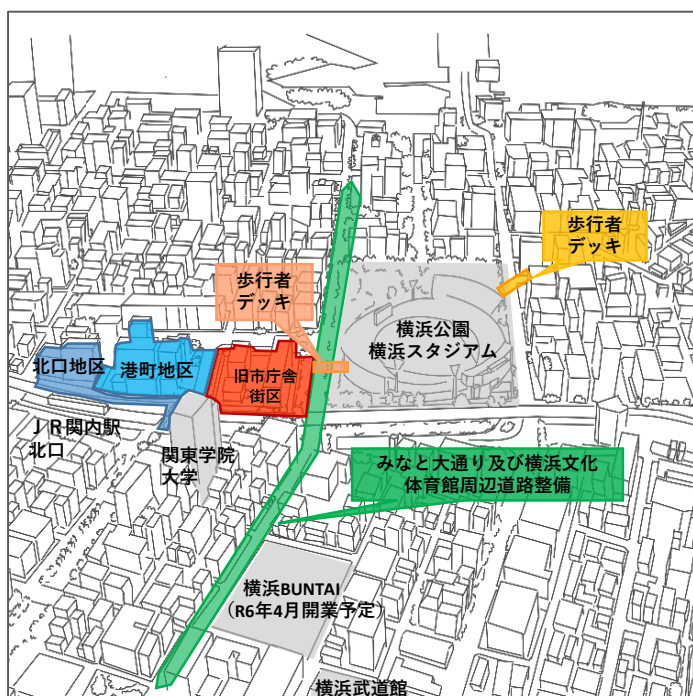 歩行者
デッキ
歩行者
デッキ
横浜公園
横浜スタジアム
北口地区
港町地区
旧市庁舎
街区
ＪＲ関内駅
北口
関東学院
大学
みなと大通り及び横浜文化
体育館周辺道路整備
横浜BUNTAI
（R6年4月開業予定）
横浜武道館